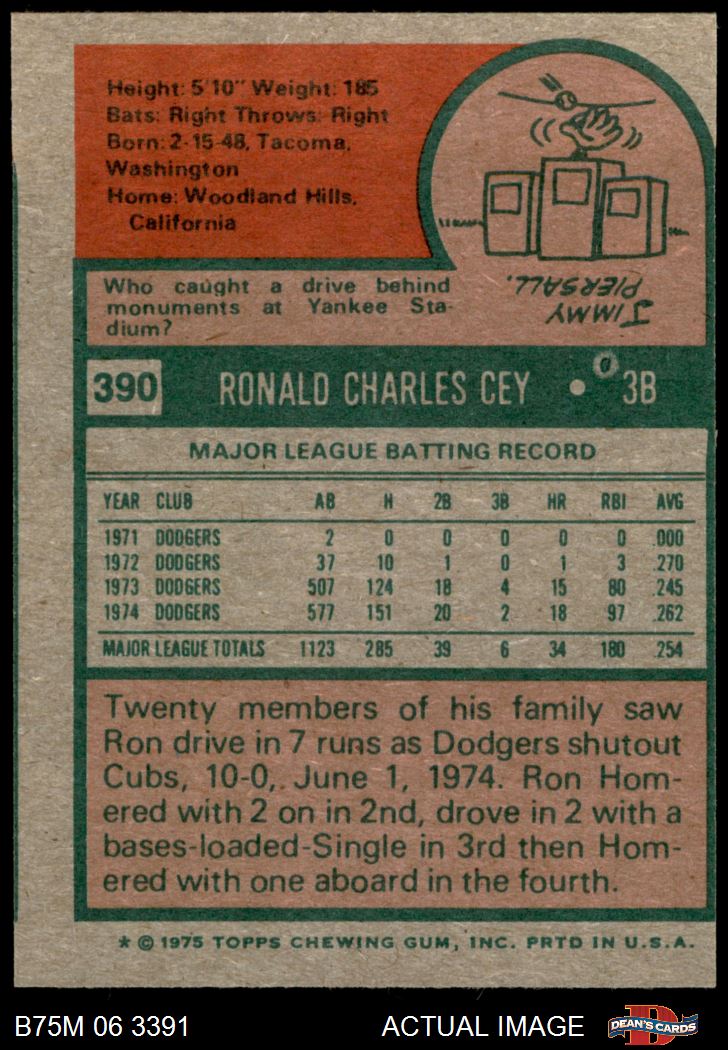 Height: 5'10" Weight: 185
Bats: Right Throws: Right
Born: 2-15-48, Tacoma,
Washington
Home: Woodland Hills,
California
Who caught a drive behind
monuments at Yankee Sta-
dium?
JIMMY
PIERSALL.
390 RONALD CHARLES CEY • 3B
MAJOR LEAGUE BATTING RECORD
YEAR CLUB AB H 2B 3B HR RBI AVG
1971 DODGERS 2 0 0 0 0 0 .000
1972 DODGERS 37 10 1 0 1 3 .270
1973 DODGERS 507 124 18 4 15 80 .245
1974 DODGERS 577 151 20 2 18 97 .262
MAJOR LEAGUE TOTALS 1123 285 39 6 34 180 .254
Twenty members of his family saw
Ron drive in 7 runs as Dodgers shutout
Cubs, 10-0, June 1, 1974. Ron Hom-
ered with 2 on in 2nd, drove in 2 with a
bases-loaded-Single in 3rd then Hom-
ered with one aboard in the fourth.
* © 1975 TOPPS CHEWING GUM, INC. PRTD IN U.S.A.
B75M 06 3391 ACTUAL IMAGE DEAN'S CARDS